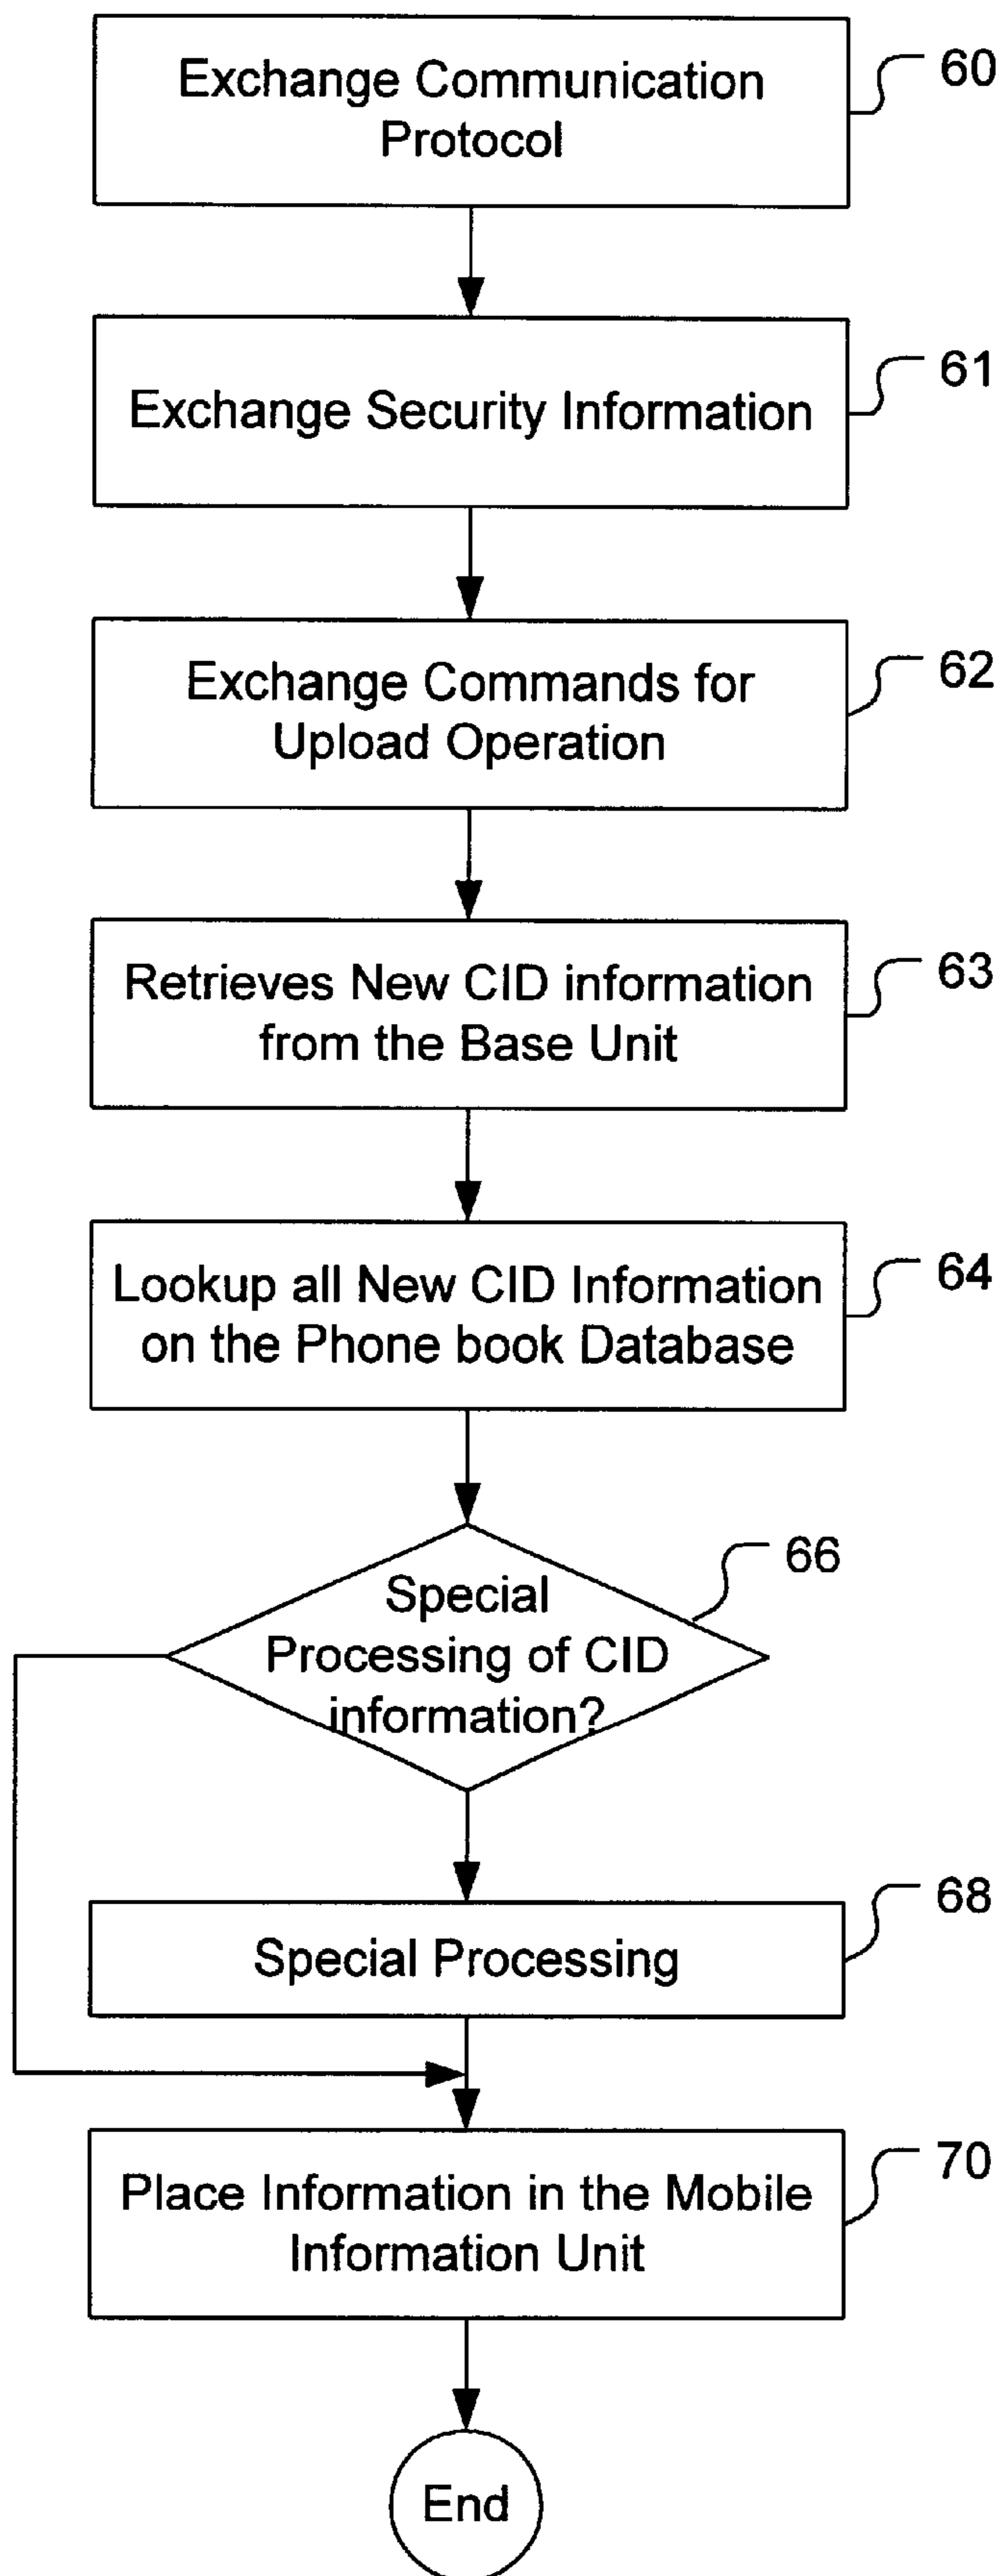 Exchange Communication
Protocol
60
Exchange Security Information
61
Exchange Commands for
Upload Operation
62
Retrieves New CID information
from the Base Unit
63
Lookup all New CID Information
on the Phone book Database
64
Special
Processing of CID
information?
66
Special Processing
68
Place Information in the Mobile
Information Unit
70
End